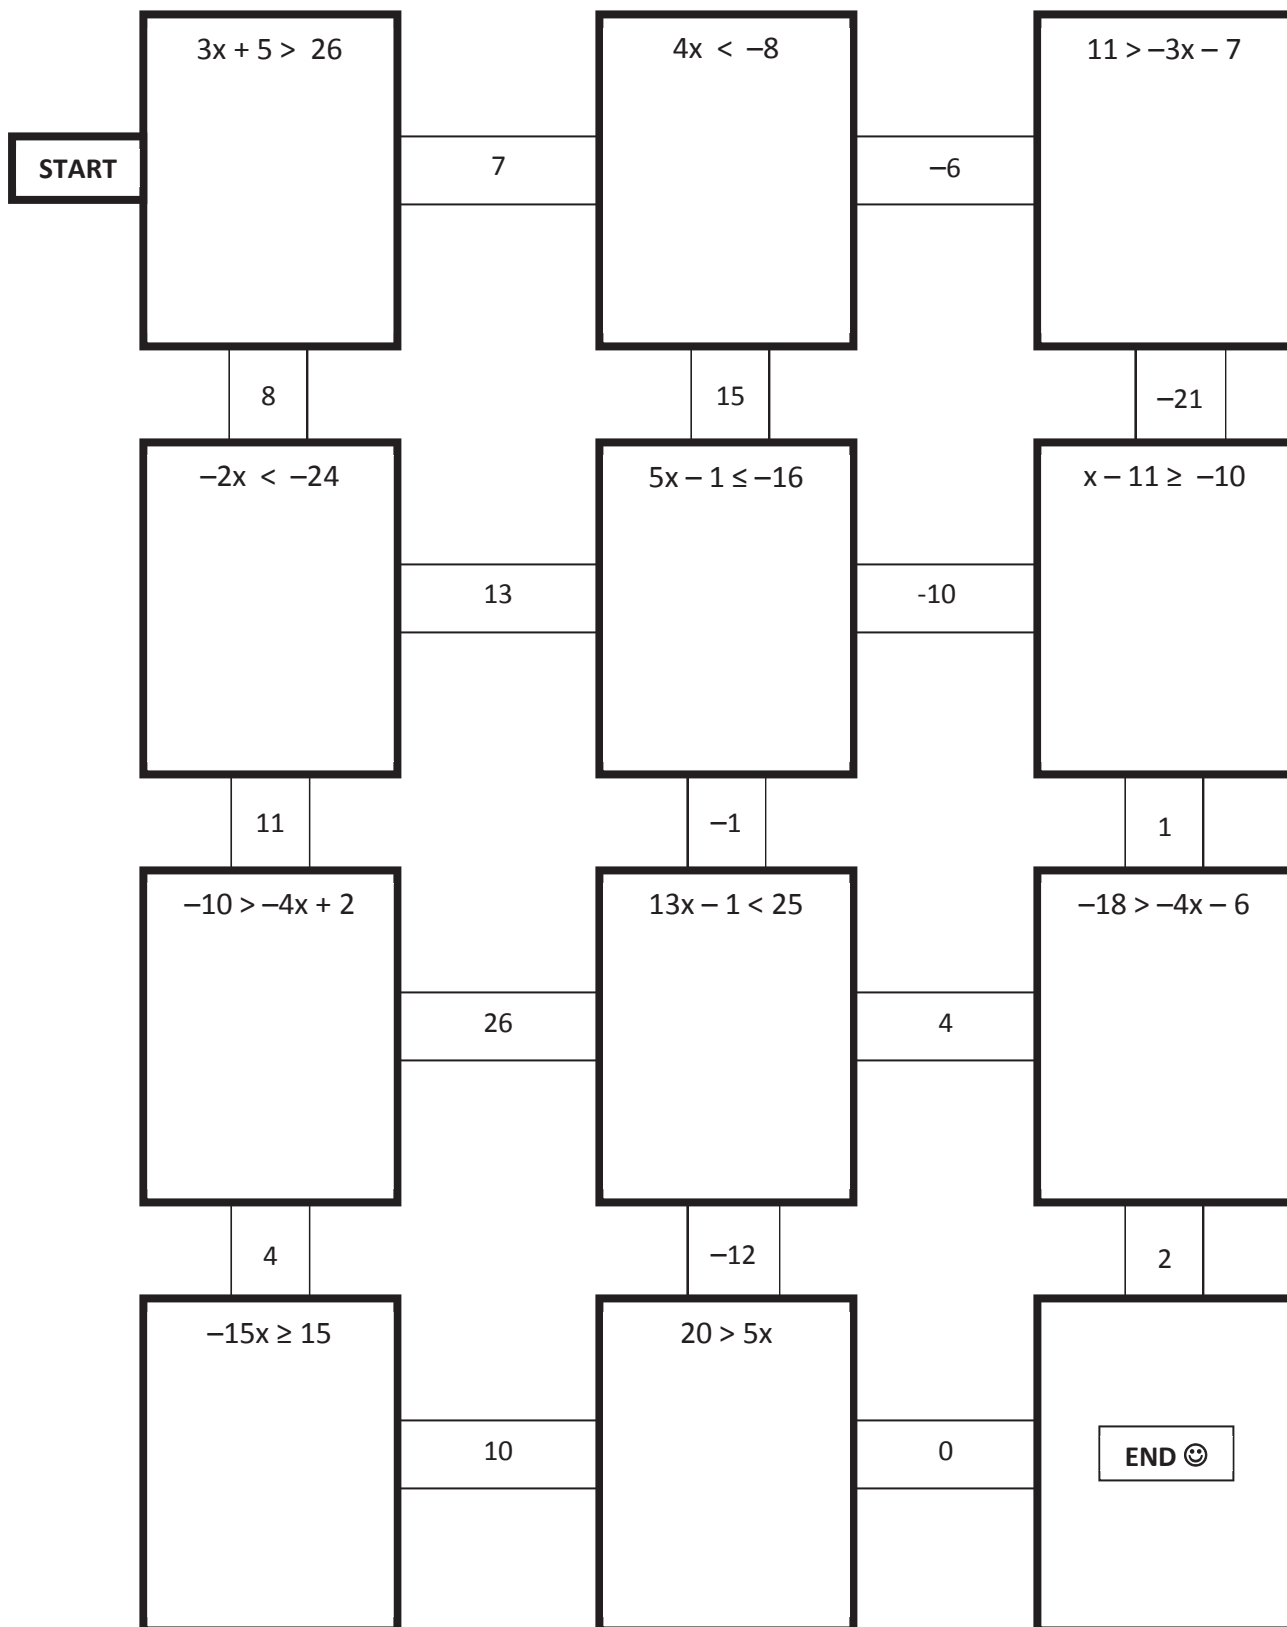 3x + 5 > 26
4x < –8
11 > –3x – 7
START
7
–6
8
15
–21
–2x < –24
5x – 1 ≤ –16
x – 11 ≥ –10
13
-10
11
–1
1
–10 > –4x + 2
13x – 1 < 25
–18 > –4x – 6
26
4
4
–12
2
–15x ≥ 15
20 > 5x
10
0
END ☺